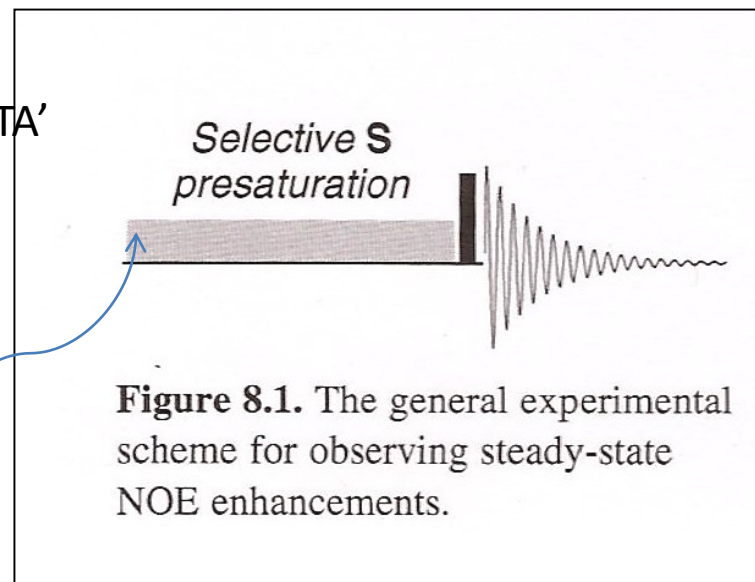 TA’
Selective S
presaturation
Figure 8.1. The general experimental
scheme for observing steady-state
NOE enhancements.